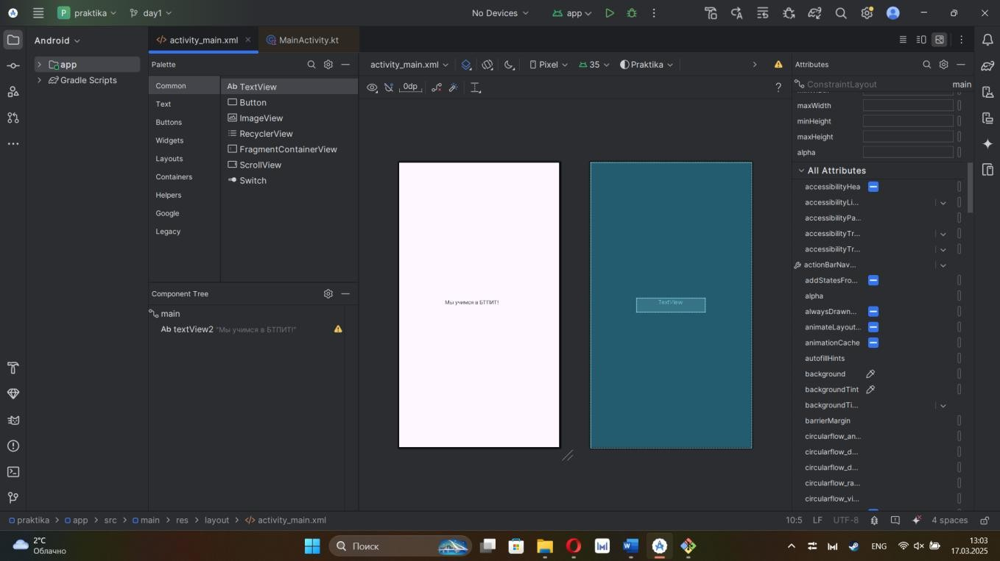 praktika
day1
No Devices
app
Android
activity_main.xml
MainActivity.kt
app
Gradle Scripts
Palette
Common
Text
Buttons
Widgets
Layouts
Containers
Helpers
Google
Legacy
Ab TextView
Button
ImageView
RecyclerView
FragmentContainerView
ScrollView
Switch
Component Tree
main
Ab textView2 "Мы учимся в БТПИТ!"
activity_main.xml
Pixel
35
Praktika
0dp
?
Мы учимся в БТПИТ!
TextView
Attributes
ConstraintLayout main
maxWidth
minHeight
maxHeight
alpha
All Attributes
accessibilityHea
accessibilityLi...
accessibilityPa...
accessibilityTr...
accessibilityTr...
actionBarNav...
addStatesFro...
alpha
alwaysDrawn...
animateLayout...
animationCache
autofillHints
background
backgroundTint
backgroundTi...
barrierMargin
circularflow_an...
circularflow_d...
circularflow_d...
circularflow_ra...
circularflow_vi...
praktika > app > src > main > res > layout > activity_main.xml
10:5 LF UTF-8 4 spaces
2°C
Облачно
Поиск
ENG
13:03
17.03.2025